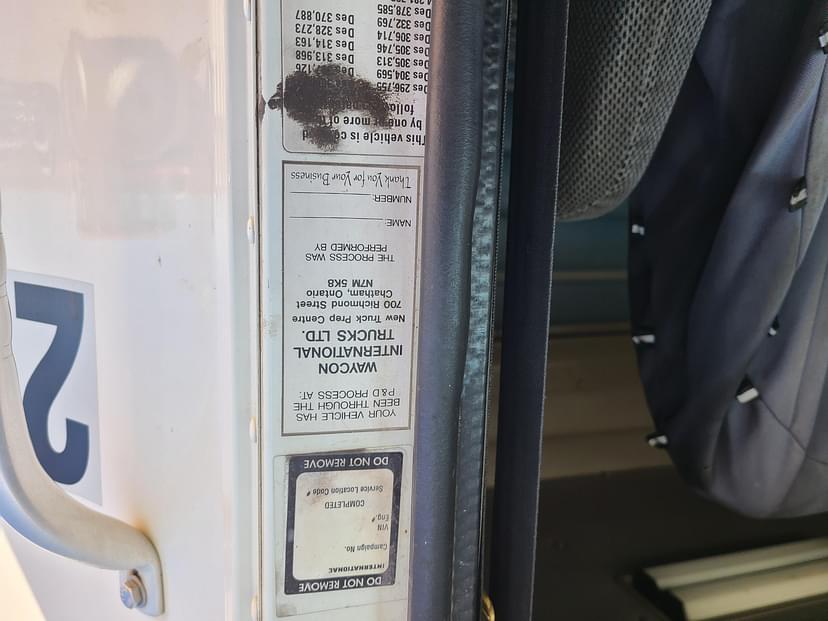 DO NOT REMOVE
INTERNATIONAL
Campaign No.
VIN
Eng.#
COMPLETED
Service Location Code #
DO NOT REMOVE
2
YOUR VEHICLE HAS
BEEN THROUGH THE
P&D PROCESS AT:
WAYCON
INTERNATIONAL
TRUCKS LTD.
New Truck Prep Centre
700 Richmond Street
Chatham, Ontario
N7M 5K8
THE PROCESS WAS
PERFORMED BY
NAME:
NUMBER:
Thank You for Your Business
This vehicle is
by one or more of
Des 296,755
Des 304,569
Des 305,313 Des 313,968
Des 305,746 Des 314,163
Des 306,714 Des 328,273
Des 332,765 Des 370,887
Des 378,585